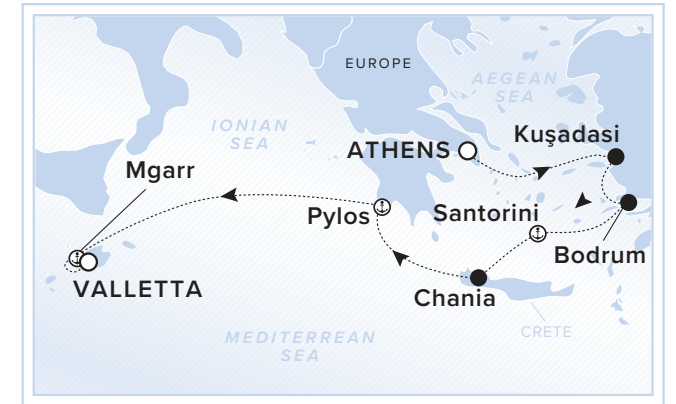 EUROPE
AEGEAN
SEA
IONIAN
SEA
Kuşadasi
ATHENS
Mgarr
Pylos
Santorini
Bodrum
VALLETTA
Chania
CRETE
MEDITERREAN
SEA